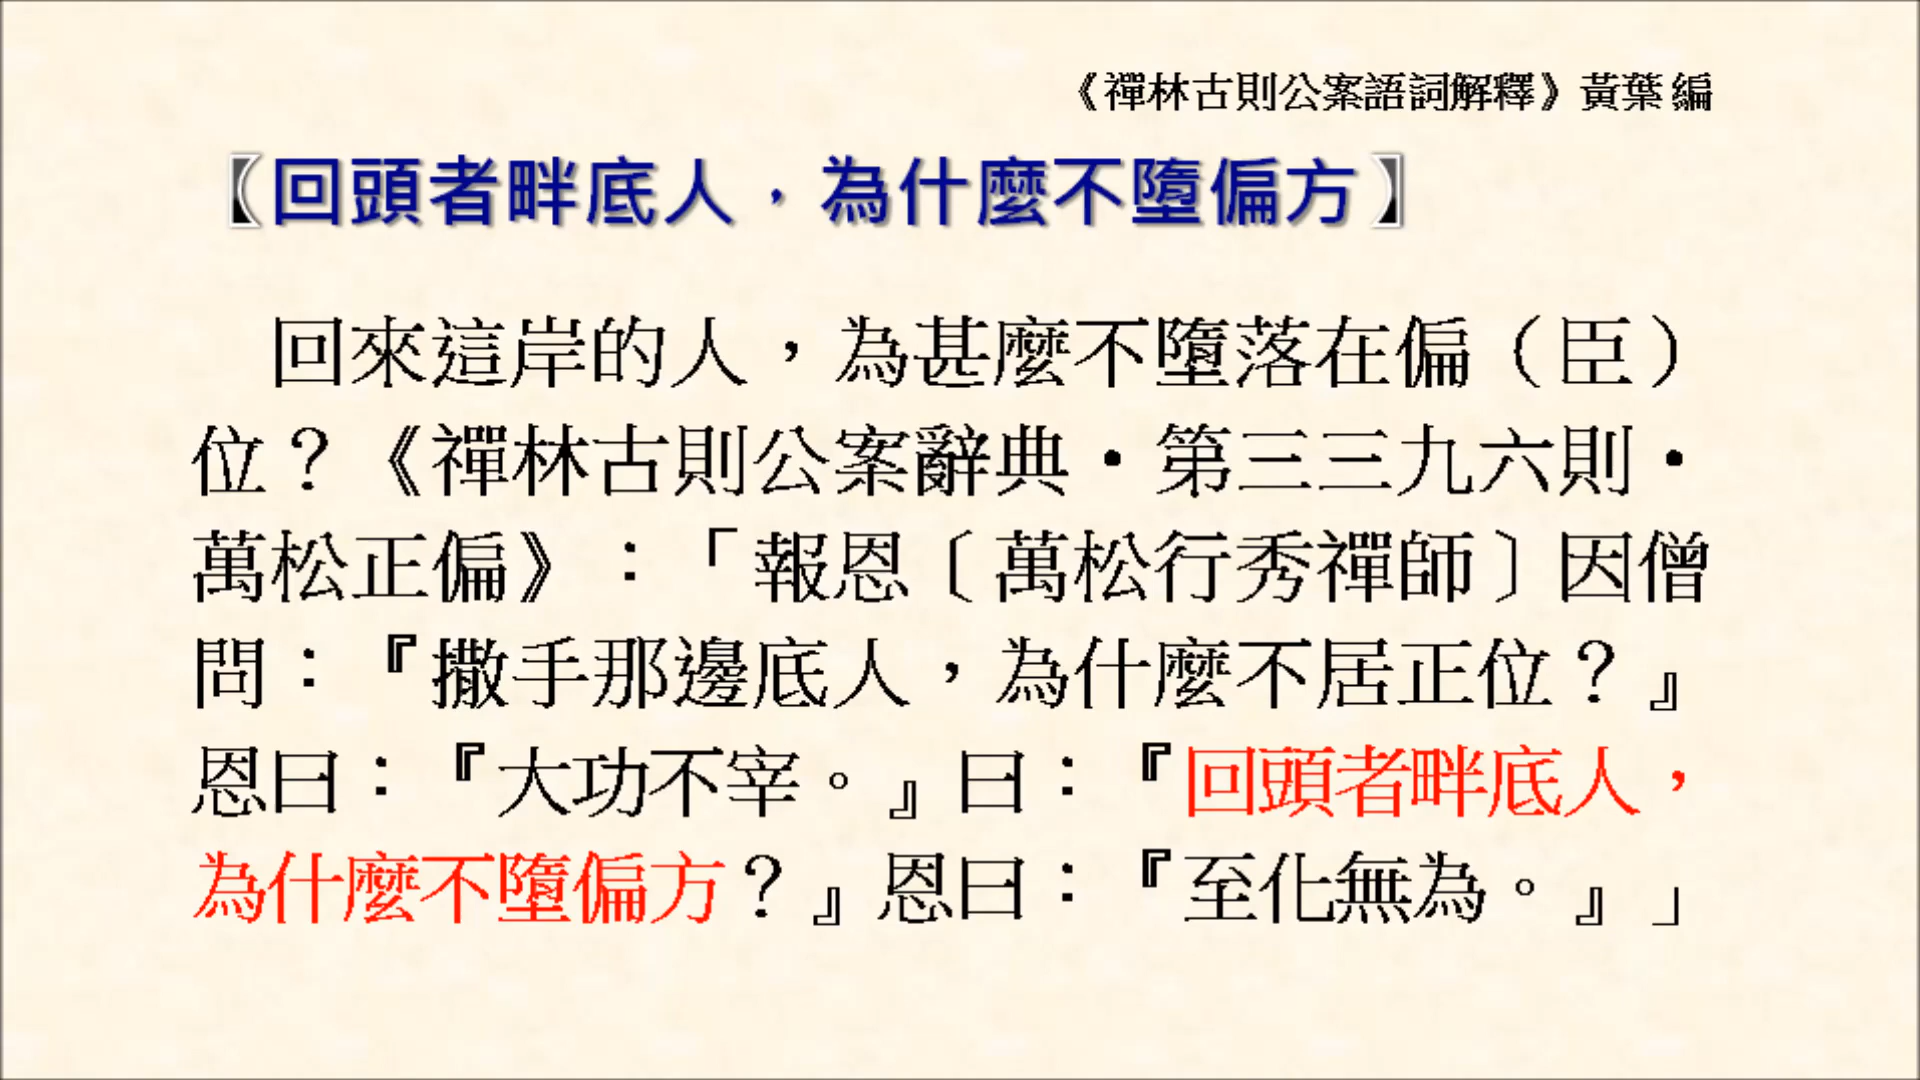 《禪林古則公案語詞解釋》黃葉 編
〖回頭者畔底人，為什麼不墮偏方〗
回來這岸的人，為甚麼不墮落在偏（臣）
位？《禪林古則公案辭典•第三三九六則•
萬松正偏》：「報恩〔萬松行秀禪師〕因僧
問：『撒手那邊底人，為什麼不居正位？』
恩曰：『大功不宰。』曰：『回頭者畔底人，
為什麼不墮偏方？』恩曰：『至化無為。』」